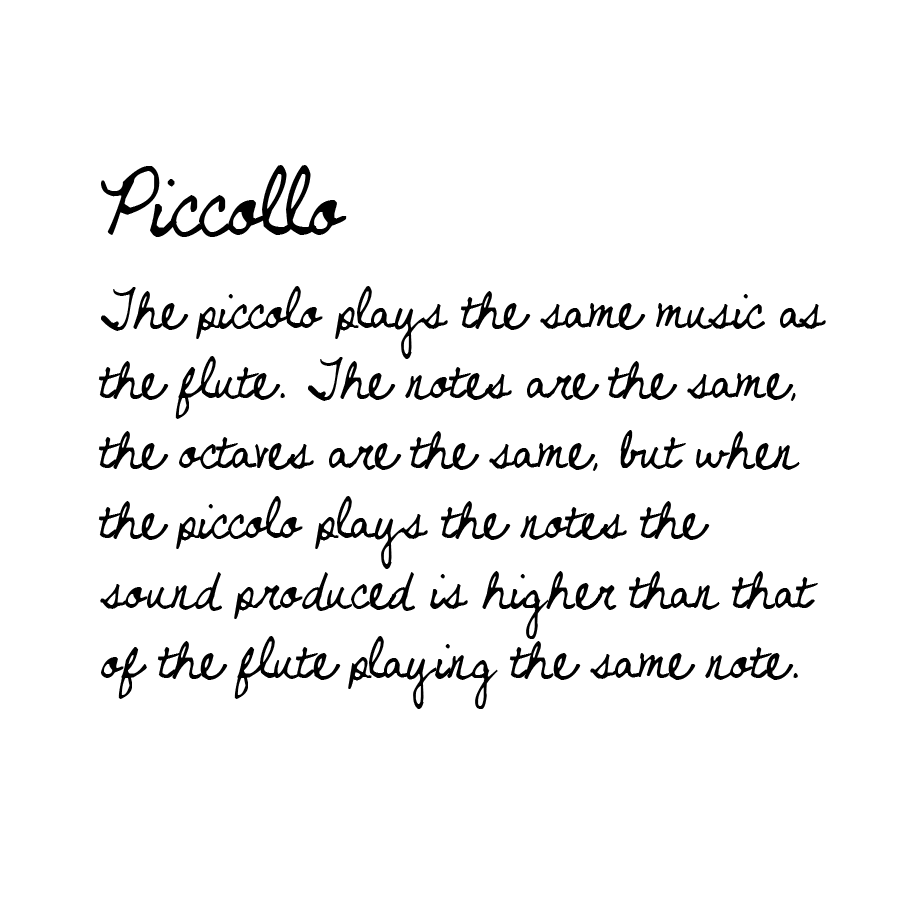 Piccollo
The piccolo plays the same music as
the flute. The notes are the same,
the octaves are the same, but when
the piccolo plays the notes the
sound produced is higher than that
of the flute playing the same note.